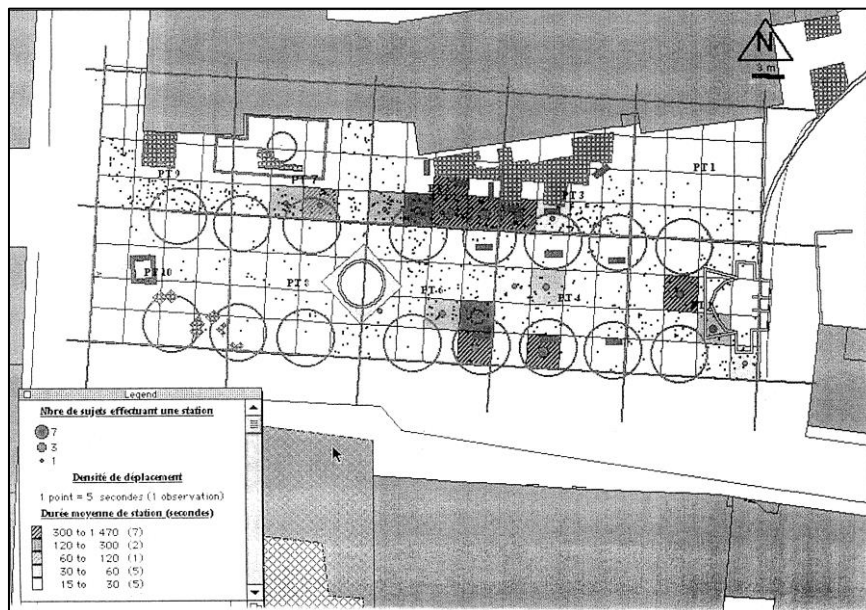 N
3 m
PT 1
PT 9
PT 7
PT 3
PT 10
PT 8
PT 6
PT 4
Legend
Nbre de sujets effectuant une station
7
3
1
Densité de déplacement
1 point = 5 secondes (1 observation)
Durée moyenne de station (secondes)
300 to 1 470 (7)
120 to 300 (2)
60 to 120 (1)
30 to 60 (5)
15 to 30 (5)